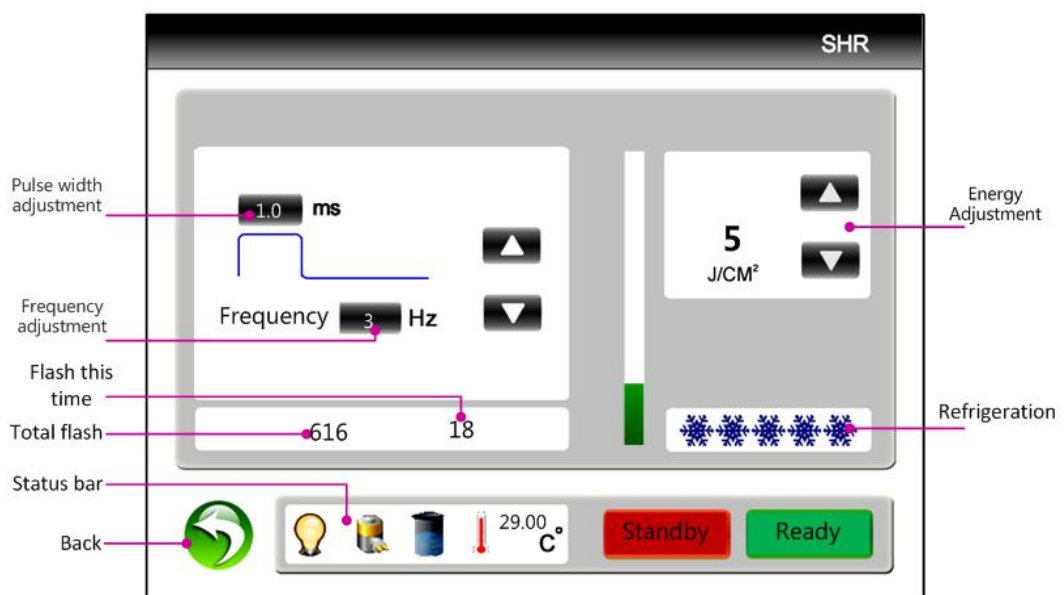 SHR
Pulse width
adjustment
1.0 ms
Energy
Adjustment
5
J/CM²
Frequency
adjustment
Frequency 3 Hz
Flash this
time
Total flash
616 18
Refrigeration
Status bar
Back
29.00
C°
Standby
Ready